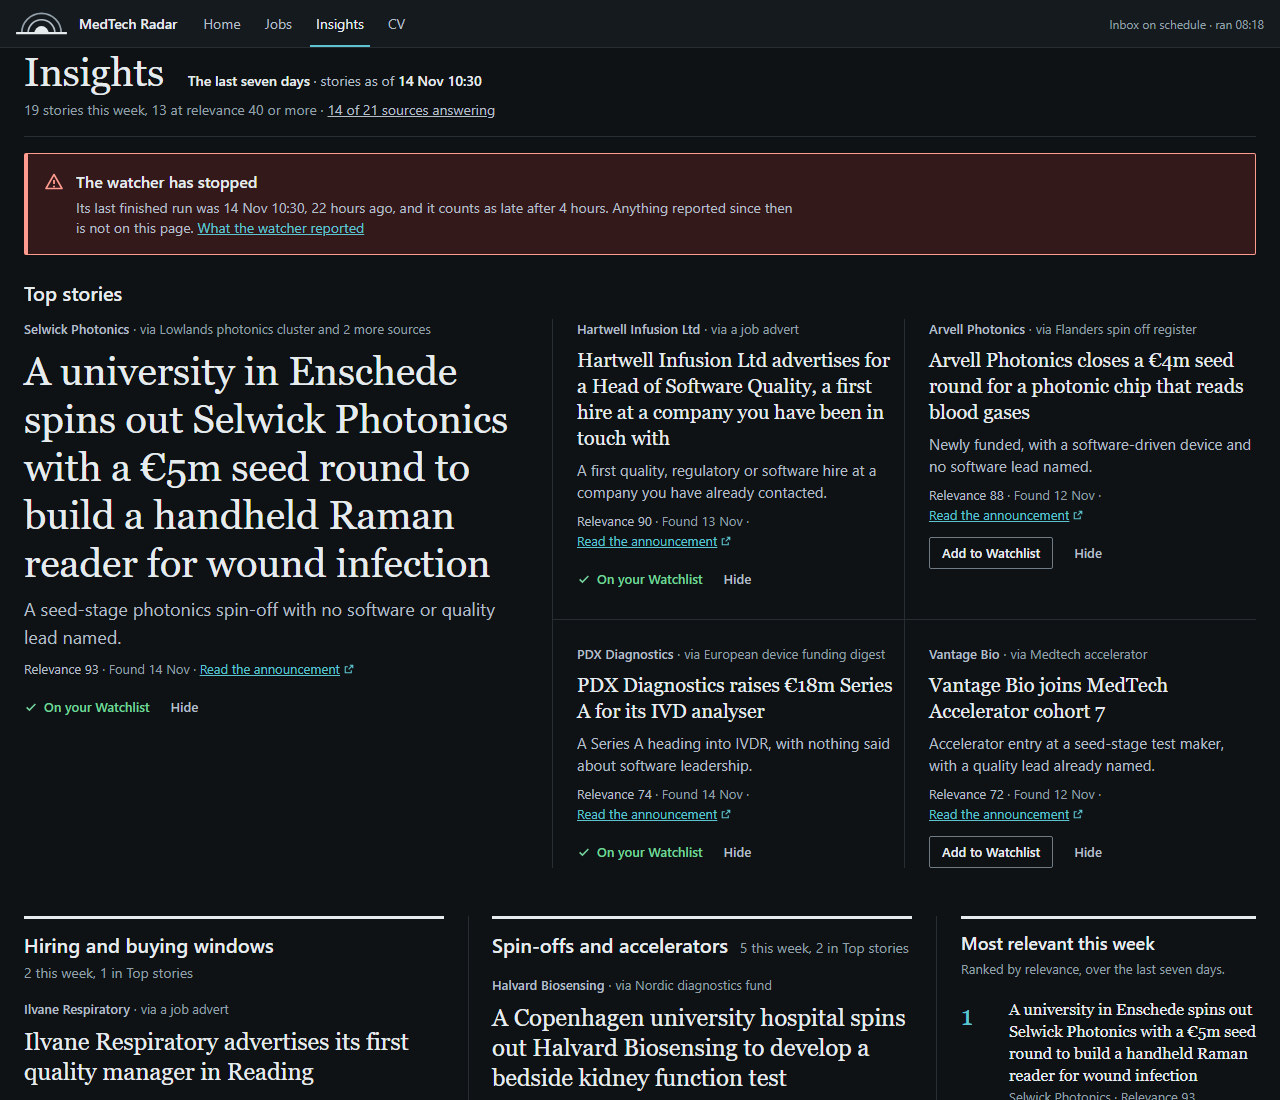 MedTech Radar
Home
Jobs
Insights
CV
Inbox on schedule · ran 08:18
Insights
The last seven days · stories as of 14 Nov 10:30
19 stories this week, 13 at relevance 40 or more · 14 of 21 sources answering
The watcher has stopped
Its last finished run was 14 Nov 10:30, 22 hours ago, and it counts as late after 4 hours. Anything reported since then
is not on this page. What the watcher reported
Top stories
Selwick Photonics · via Lowlands photonics cluster and 2 more sources
A university in Enschede
spins out Selwick Photonics
with a €5m seed round to
build a handheld Raman
reader for wound infection
A seed-stage photonics spin-off with no software or quality
lead named.
Relevance 93 · Found 14 Nov · Read the announcement
On your Watchlist
Hide
Hartwell Infusion Ltd · via a job advert
Hartwell Infusion Ltd advertises for
a Head of Software Quality, a first
hire at a company you have been in
touch with
A first quality, regulatory or software hire at a
company you have already contacted.
Relevance 90 · Found 13 Nov ·
Read the announcement
On your Watchlist
Hide
Arvell Photonics · via Flanders spin off register
Arvell Photonics closes a €4m seed
round for a photonic chip that reads
blood gases
Newly funded, with a software-driven device and
no software lead named.
Relevance 88 · Found 12 Nov ·
Read the announcement
Add to Watchlist
Hide
PDX Diagnostics · via European device funding digest
PDX Diagnostics raises €18m Series
A for its IVD analyser
A Series A heading into IVDR, with nothing said
about software leadership.
Relevance 74 · Found 14 Nov ·
Read the announcement
On your Watchlist
Hide
Vantage Bio · via Medtech accelerator
Vantage Bio joins MedTech
Accelerator cohort 7
Accelerator entry at a seed-stage test maker,
with a quality lead already named.
Relevance 72 · Found 12 Nov ·
Read the announcement
Add to Watchlist
Hide
Hiring and buying windows
2 this week, 1 in Top stories
Ilvane Respiratory · via a job advert
Ilvane Respiratory advertises its first
quality manager in Reading
Spin-offs and accelerators
5 this week, 2 in Top stories
Halvard Biosensing · via Nordic diagnostics fund
A Copenhagen university hospital spins
out Halvard Biosensing to develop a
bedside kidney function test
Most relevant this week
Ranked by relevance, over the last seven days.
1
A university in Enschede spins out
Selwick Photonics with a €5m seed
round to build a handheld Raman
reader for wound infection
Selwick Photonics · Relevance 93